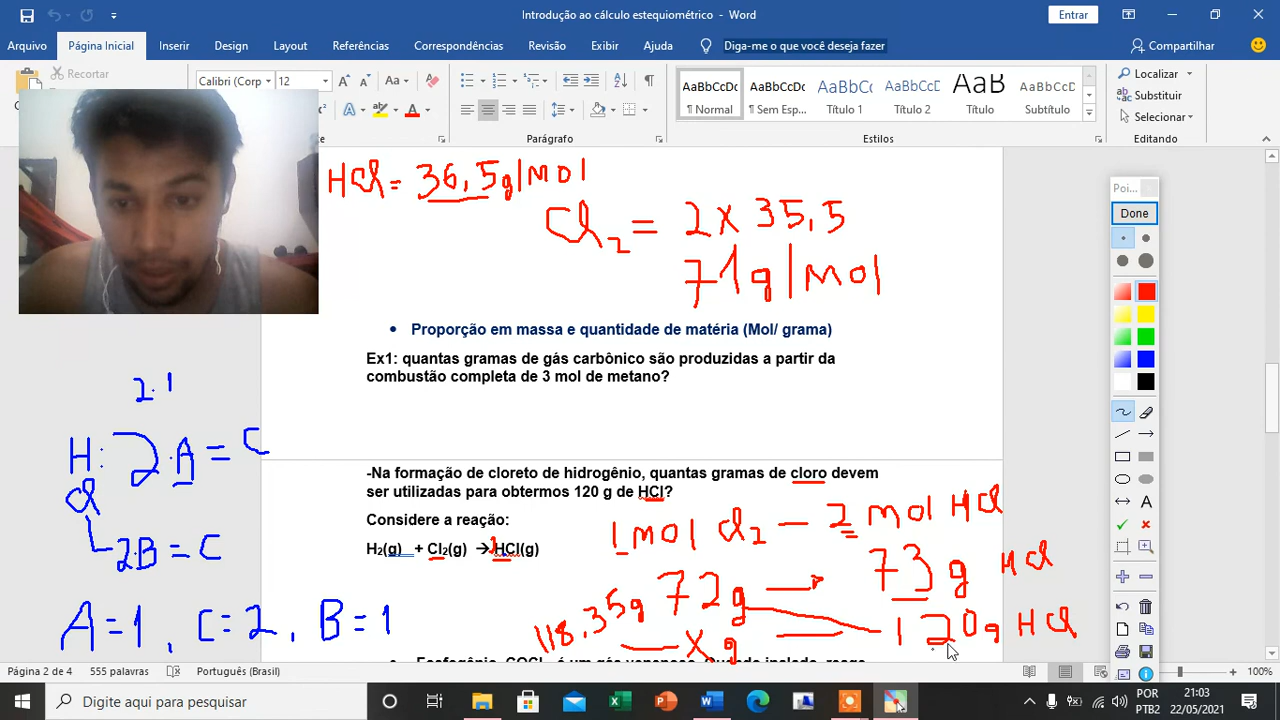 Introdução ao cálculo estequiométrico - Word
Entrar
Arquivo Página Inicial Inserir Design Layout Referências Correspondências Revisão Exibir Ajuda Diga-me o que você deseja fazer Compartilhar
Recortar
Calibri (Corp 12
Aa
AaBbCcDc AaBbCcDc AaBbCc AaBbCcC AaB AaBbCcD
¶ Normal ¶ Sem Esp... Título 1 Título 2 Título Subtítulo
Localizar
Substituir
Selecionar
Parágrafo Estilos Editando
HCl = 36,5g/mol
Cl2 = 2 x 35,5
71g/mol
Poi...
Done
• Proporção em massa e quantidade de matéria (Mol/ grama)
Ex1: quantas gramas de gás carbônico são produzidas a partir da
combustão completa de 3 mol de metano?
2.1
H: 2.A = C
Cl
2.B = C
A=1, C=2, B=1
-Na formação de cloreto de hidrogênio, quantas gramas de cloro devem
ser utilizadas para obtermos 120 g de HCl?
Considere a reação:
H2(g) + Cl2(g) → HCl(g)
1mol Cl2 — 2 mol HCl
72g → 73g HCl
118,35g — X g — 120g HCl
Página 2 de 4 555 palavras Português (Brasil) 100%
Digite aqui para pesquisar
POR
PTB2
21:03
22/05/2021